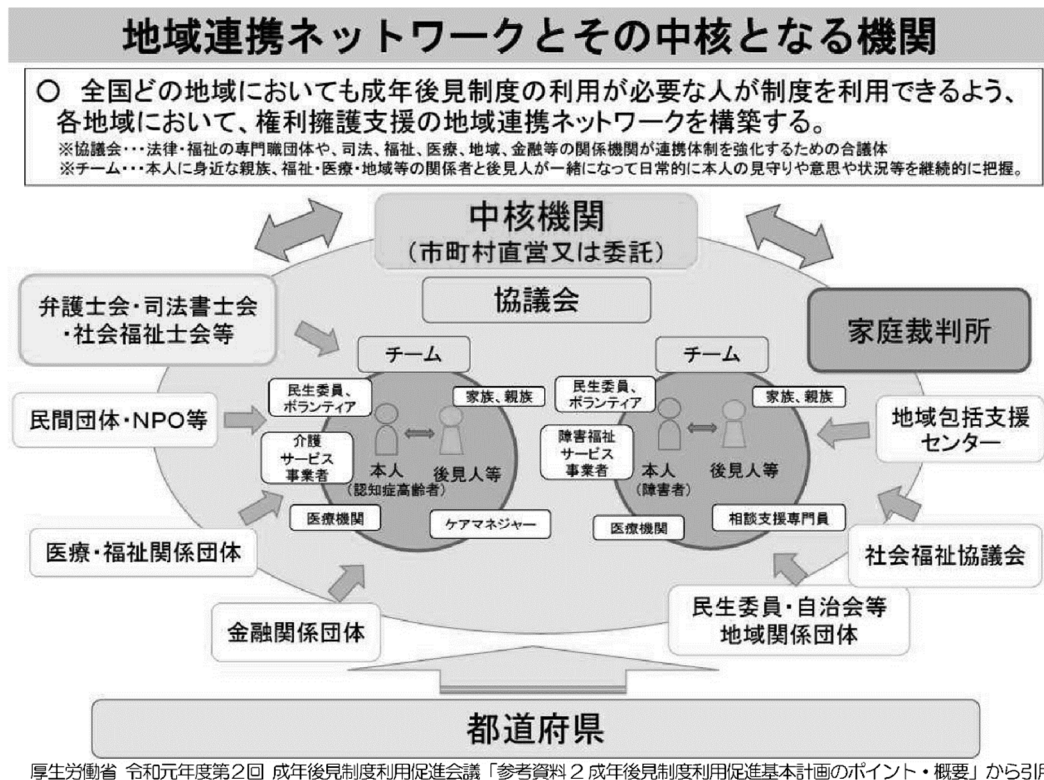 地域連携ネットワークとその中核となる機関
○ 全国どの地域においても成年後見制度の利用が必要な人が制度を利用できるよう、
各地域において、権利擁護支援の地域連携ネットワークを構築する。
※協議会･･･法律・福祉の専門職団体や、司法、福祉、医療、地域、金融等の関係機関が連携体制を強化するための合議体
※チーム･･･本人に身近な親族、福祉・医療・地域等の関係者と後見人が一緒になって日常的に本人の見守りや意思や状況等を継続的に把握。
中核機関
(市町村直営又は委託)
協議会
弁護士会・司法書士会
・社会福祉士会等
家庭裁判所
チーム
民生委員、
ボランティア
家族、親族
介護
サービス
事業者
本人
(認知症高齢者)
後見人等
医療機関
ケアマネジャー
チーム
民生委員、
ボランティア
家族、親族
障害福祉
サービス
事業者
本人
(障害者)
後見人等
医療機関
相談支援専門員
民間団体・NPO等
地域包括支援
センター
医療・福祉関係団体
社会福祉協議会
金融関係団体
民生委員・自治会等
地域関係団体
都道府県
厚生労働省 令和元年度第2回 成年後見制度利用促進会議「参考資料2 成年後見制度利用促進基本計画のポイント・概要」から引用